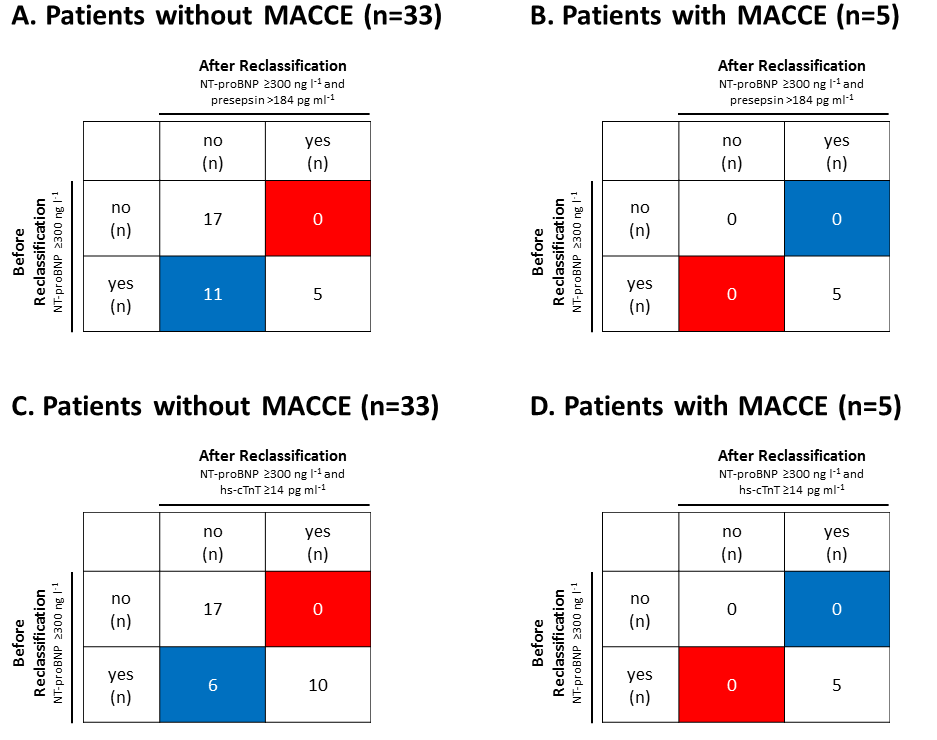 A. Patients without MACCE (n=33)
After Reclassification
NT-proBNP ≥300 ng l⁻¹ and
presepsin >184 pg ml⁻¹
no
(n)
yes
(n)
Before
Reclassification
NT-proBNP ≥300 ng l⁻¹
no
(n)
17
0
yes
(n)
11
5
B. Patients with MACCE (n=5)
After Reclassification
NT-proBNP ≥300 ng l⁻¹ and
presepsin >184 pg ml⁻¹
no
(n)
yes
(n)
Before
Reclassification
NT-proBNP ≥300 ng l⁻¹
no
(n)
0
0
yes
(n)
0
5
C. Patients without MACCE (n=33)
After Reclassification
NT-proBNP ≥300 ng l⁻¹ and
hs-cTnT ≥14 pg ml⁻¹
no
(n)
yes
(n)
Before
Reclassification
NT-proBNP ≥300 ng l⁻¹
no
(n)
17
0
yes
(n)
6
10
D. Patients with MACCE (n=5)
After Reclassification
NT-proBNP ≥300 ng l⁻¹ and
hs-cTnT ≥14 pg ml⁻¹
no
(n)
yes
(n)
Before
Reclassification
NT-proBNP ≥300 ng l⁻¹
no
(n)
0
0
yes
(n)
0
5